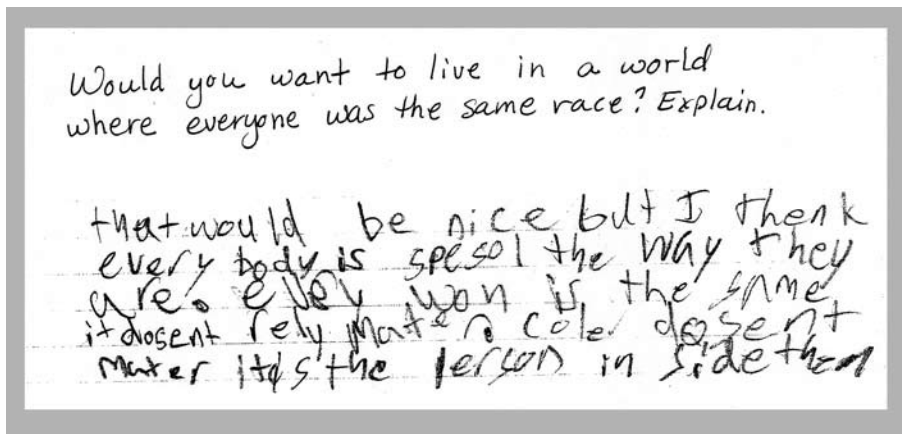 Would you want to live in a world
where everyone was the same race? Explain.
that would be nice but I thenk
every body is spesol the way they
are. evey won is the same
it dosent rely mater cole dosent
mater it's the person in side them